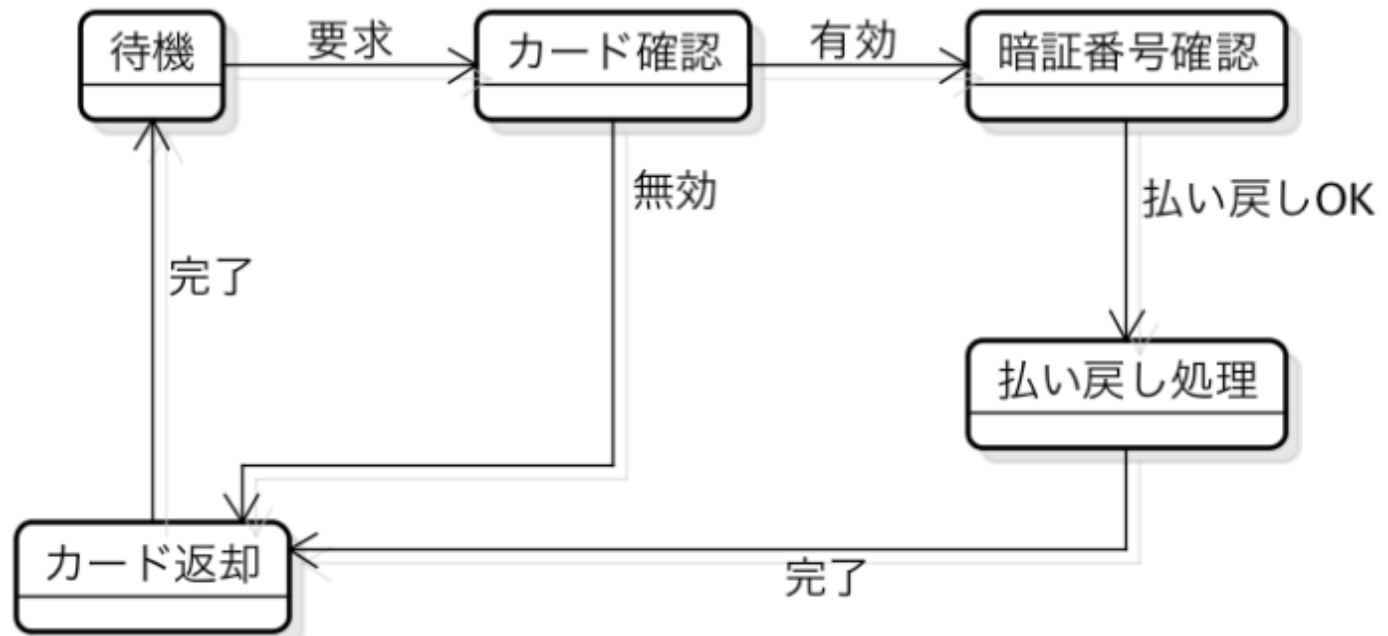 待機
要求
カード確認
有効
暗証番号確認
無効
払い戻しOK
完了
払い戻し処理
カード返却
完了